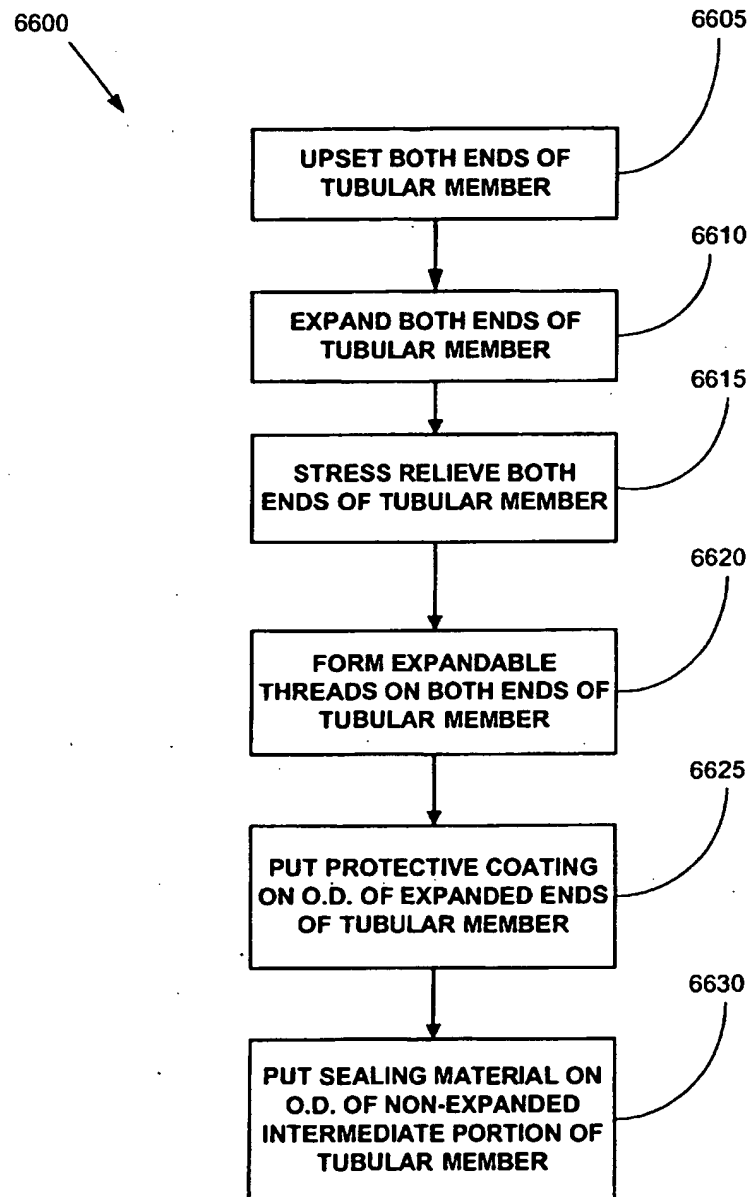 6600
6605
UPSET BOTH ENDS OF
TUBULAR MEMBER
6610
EXPAND BOTH ENDS OF
TUBULAR MEMBER
6615
STRESS RELIEVE BOTH
ENDS OF TUBULAR MEMBER
6620
FORM EXPANDABLE
THREADS ON BOTH ENDS OF
TUBULAR MEMBER
6625
PUT PROTECTIVE COATING
ON O.D. OF EXPANDED ENDS
OF TUBULAR MEMBER
6630
PUT SEALING MATERIAL ON
O.D. OF NON-EXPANDED
INTERMEDIATE PORTION OF
TUBULAR MEMBER